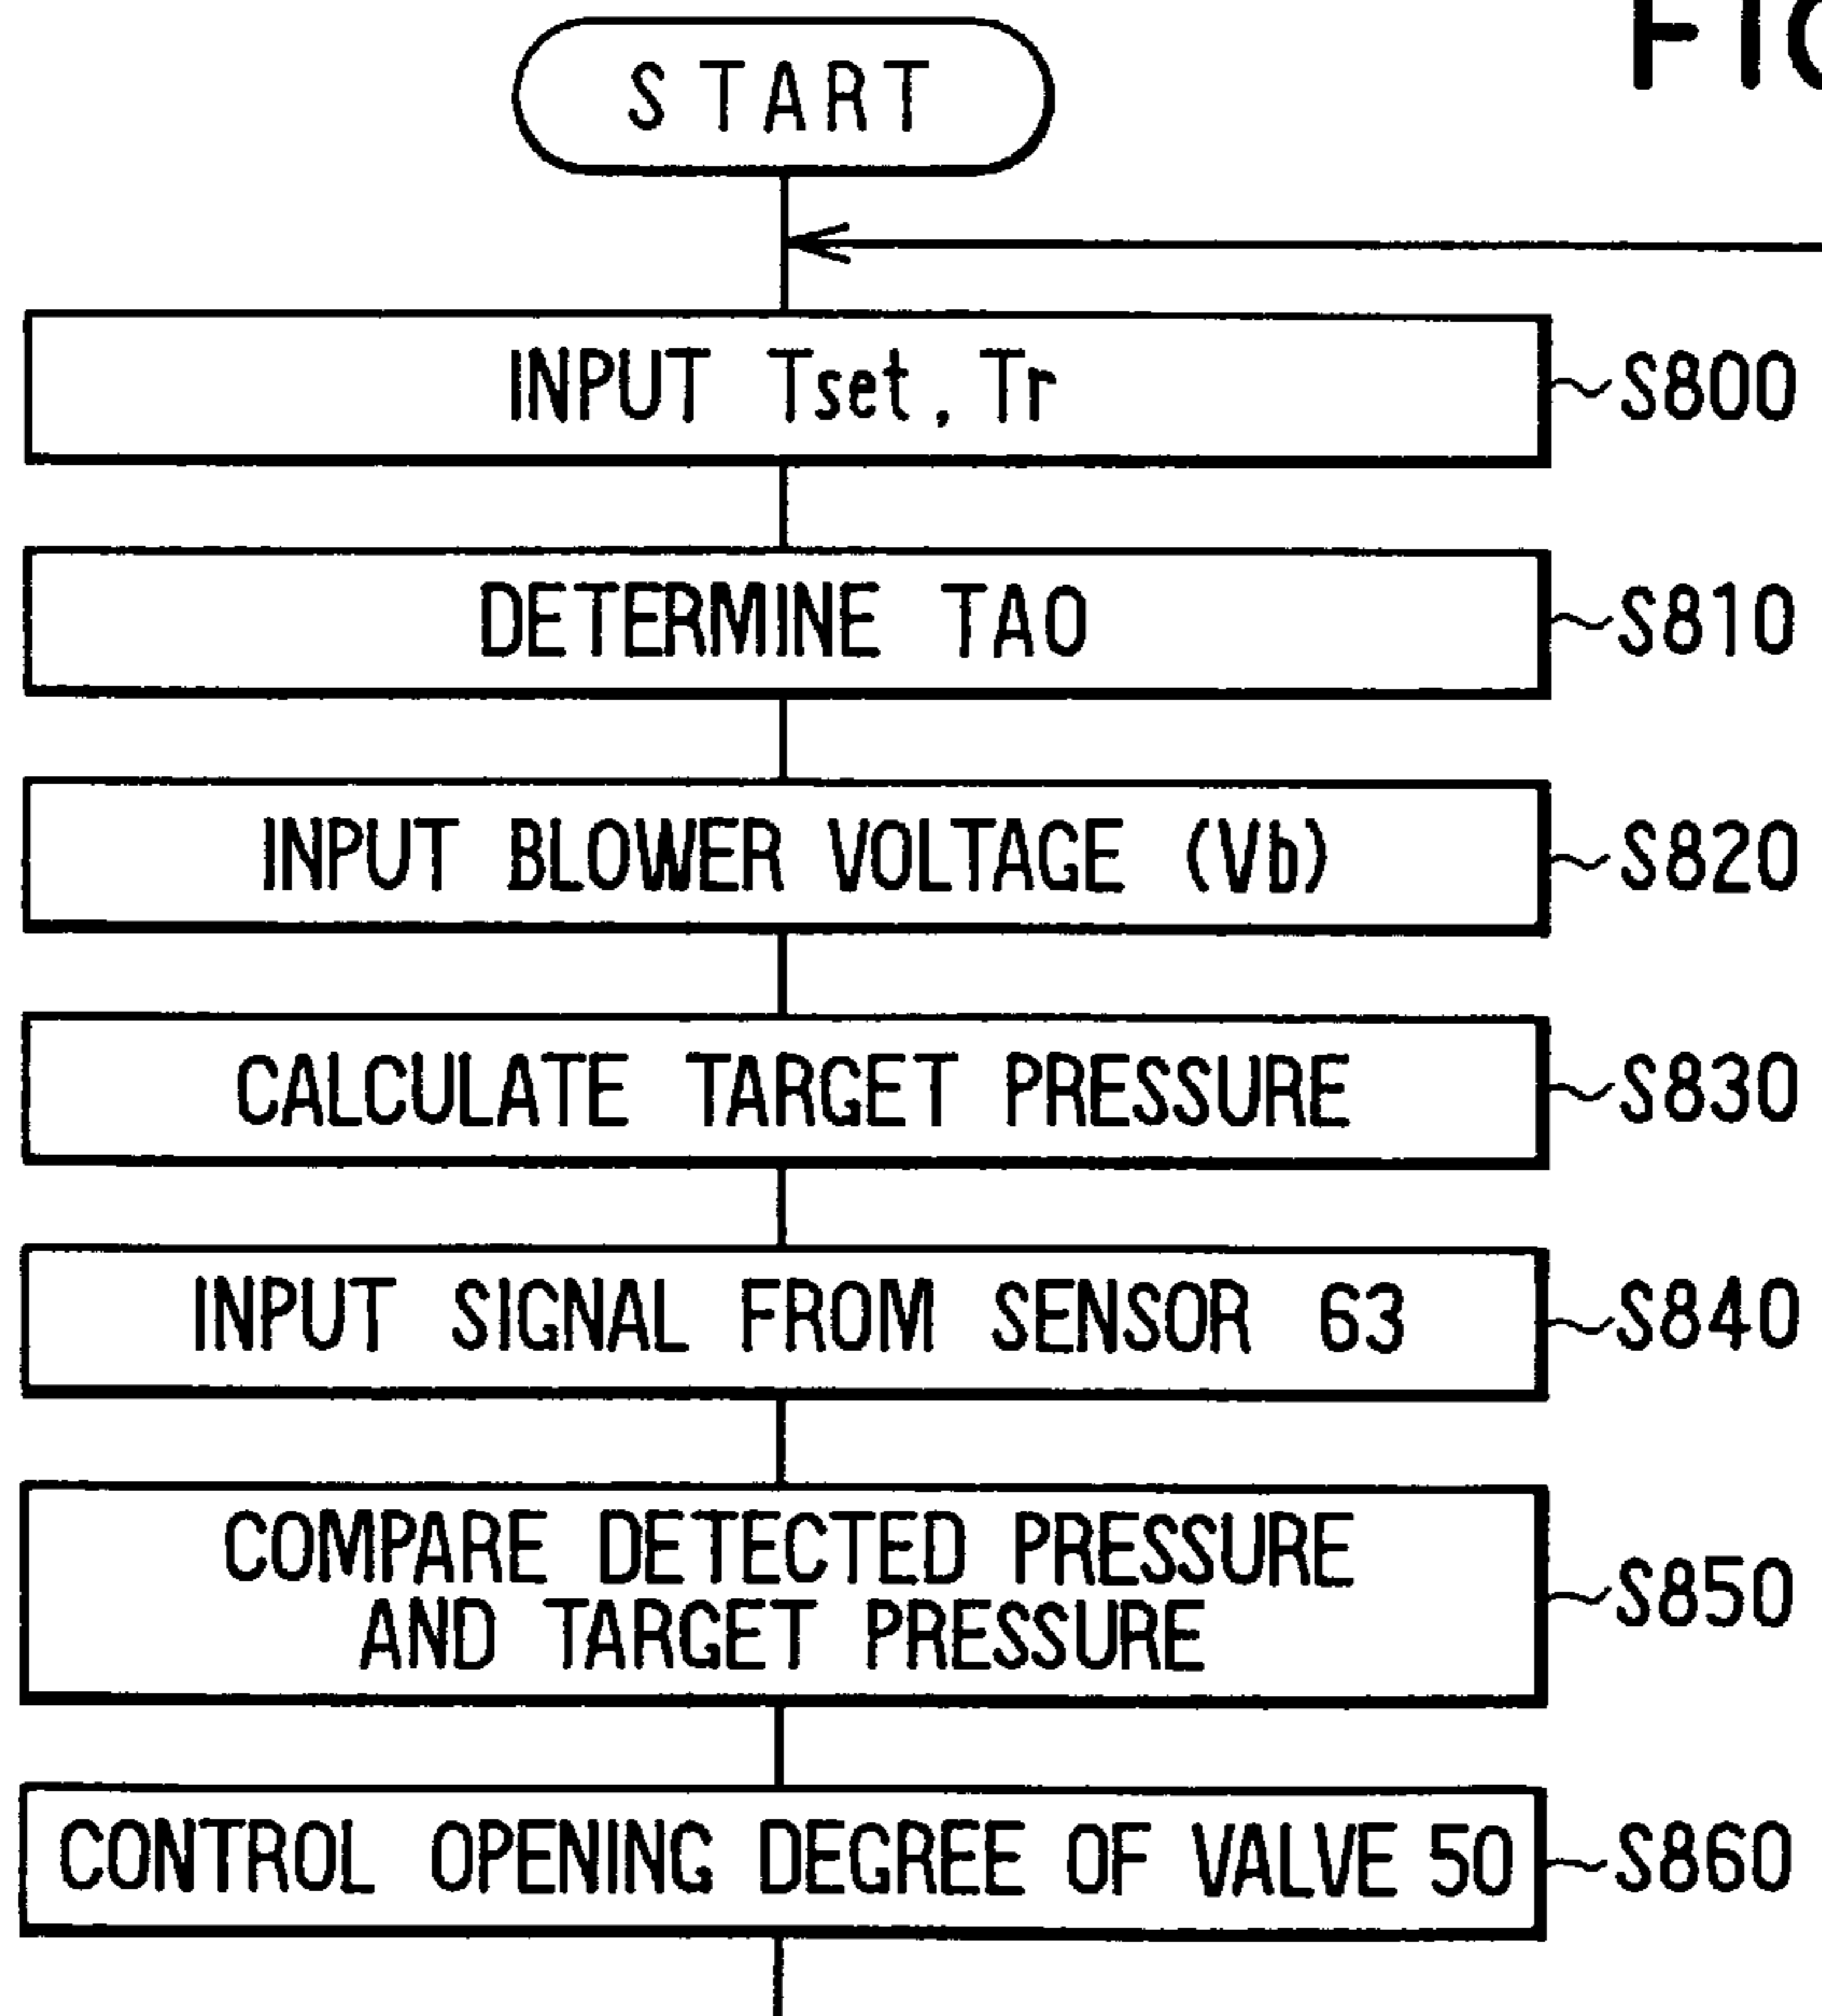 START
INPUT Tset, Tr
S800
DETERMINE TAO
S810
INPUT BLOWER VOLTAGE (Vb)
S820
CALCULATE TARGET PRESSURE
S830
INPUT SIGNAL FROM SENSOR 63
S840
COMPARE DETECTED PRESSURE
AND TARGET PRESSURE
S850
CONTROL OPENING DEGREE OF VALVE 50
S860